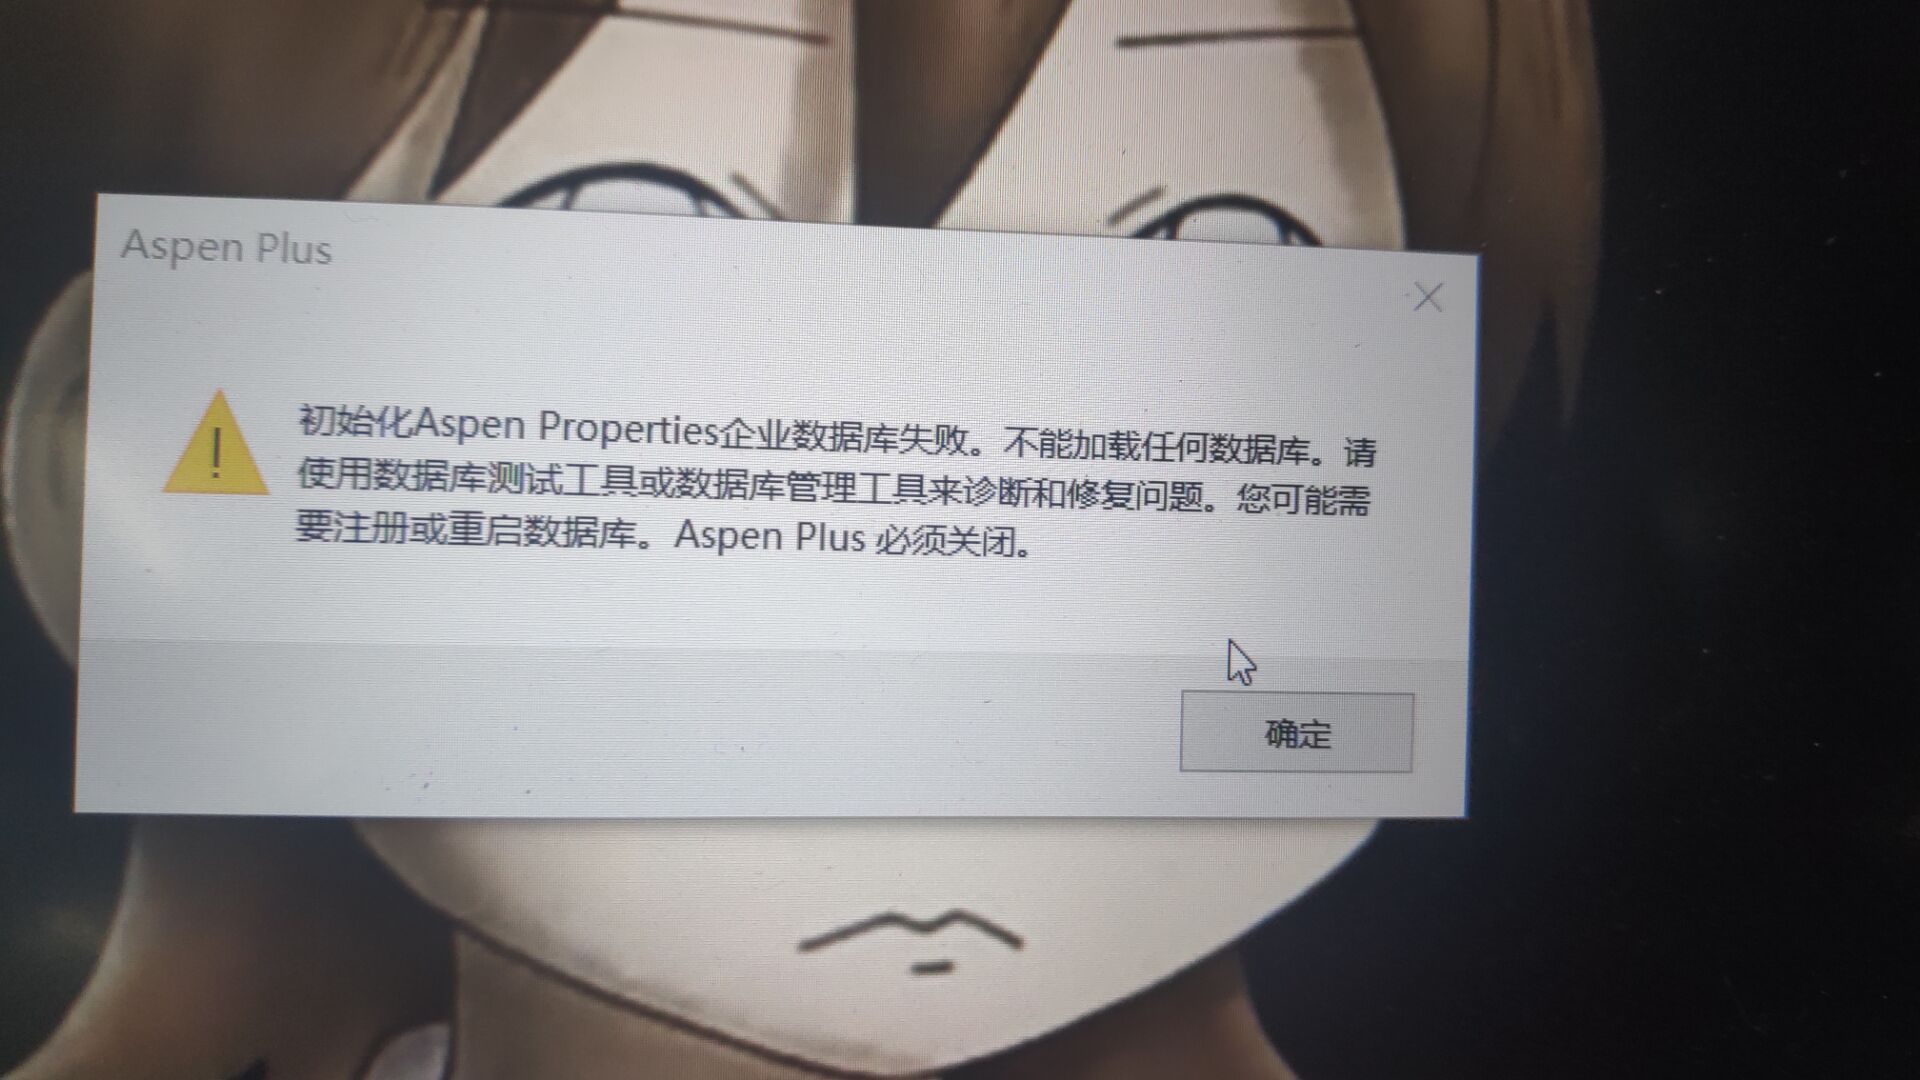 Aspen Plus
初始化Aspen Properties企业数据库失败。不能加载任何数据库。请
使用数据库测试工具或数据库管理工具来诊断和修复问题。您可能需
要注册或重启数据库。Aspen Plus 必须关闭。
确定